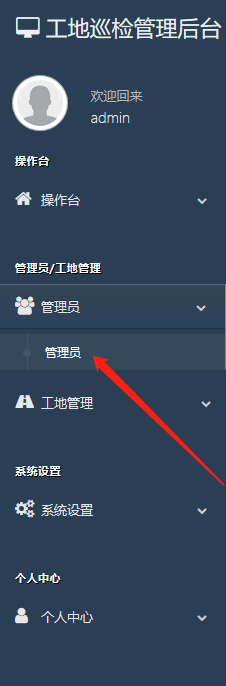 工地巡检管理后台
欢迎回来
admin
操作台
操作台
管理员/工地管理
管理员
管理员
工地管理
系统设置
系统设置
个人中心
个人中心